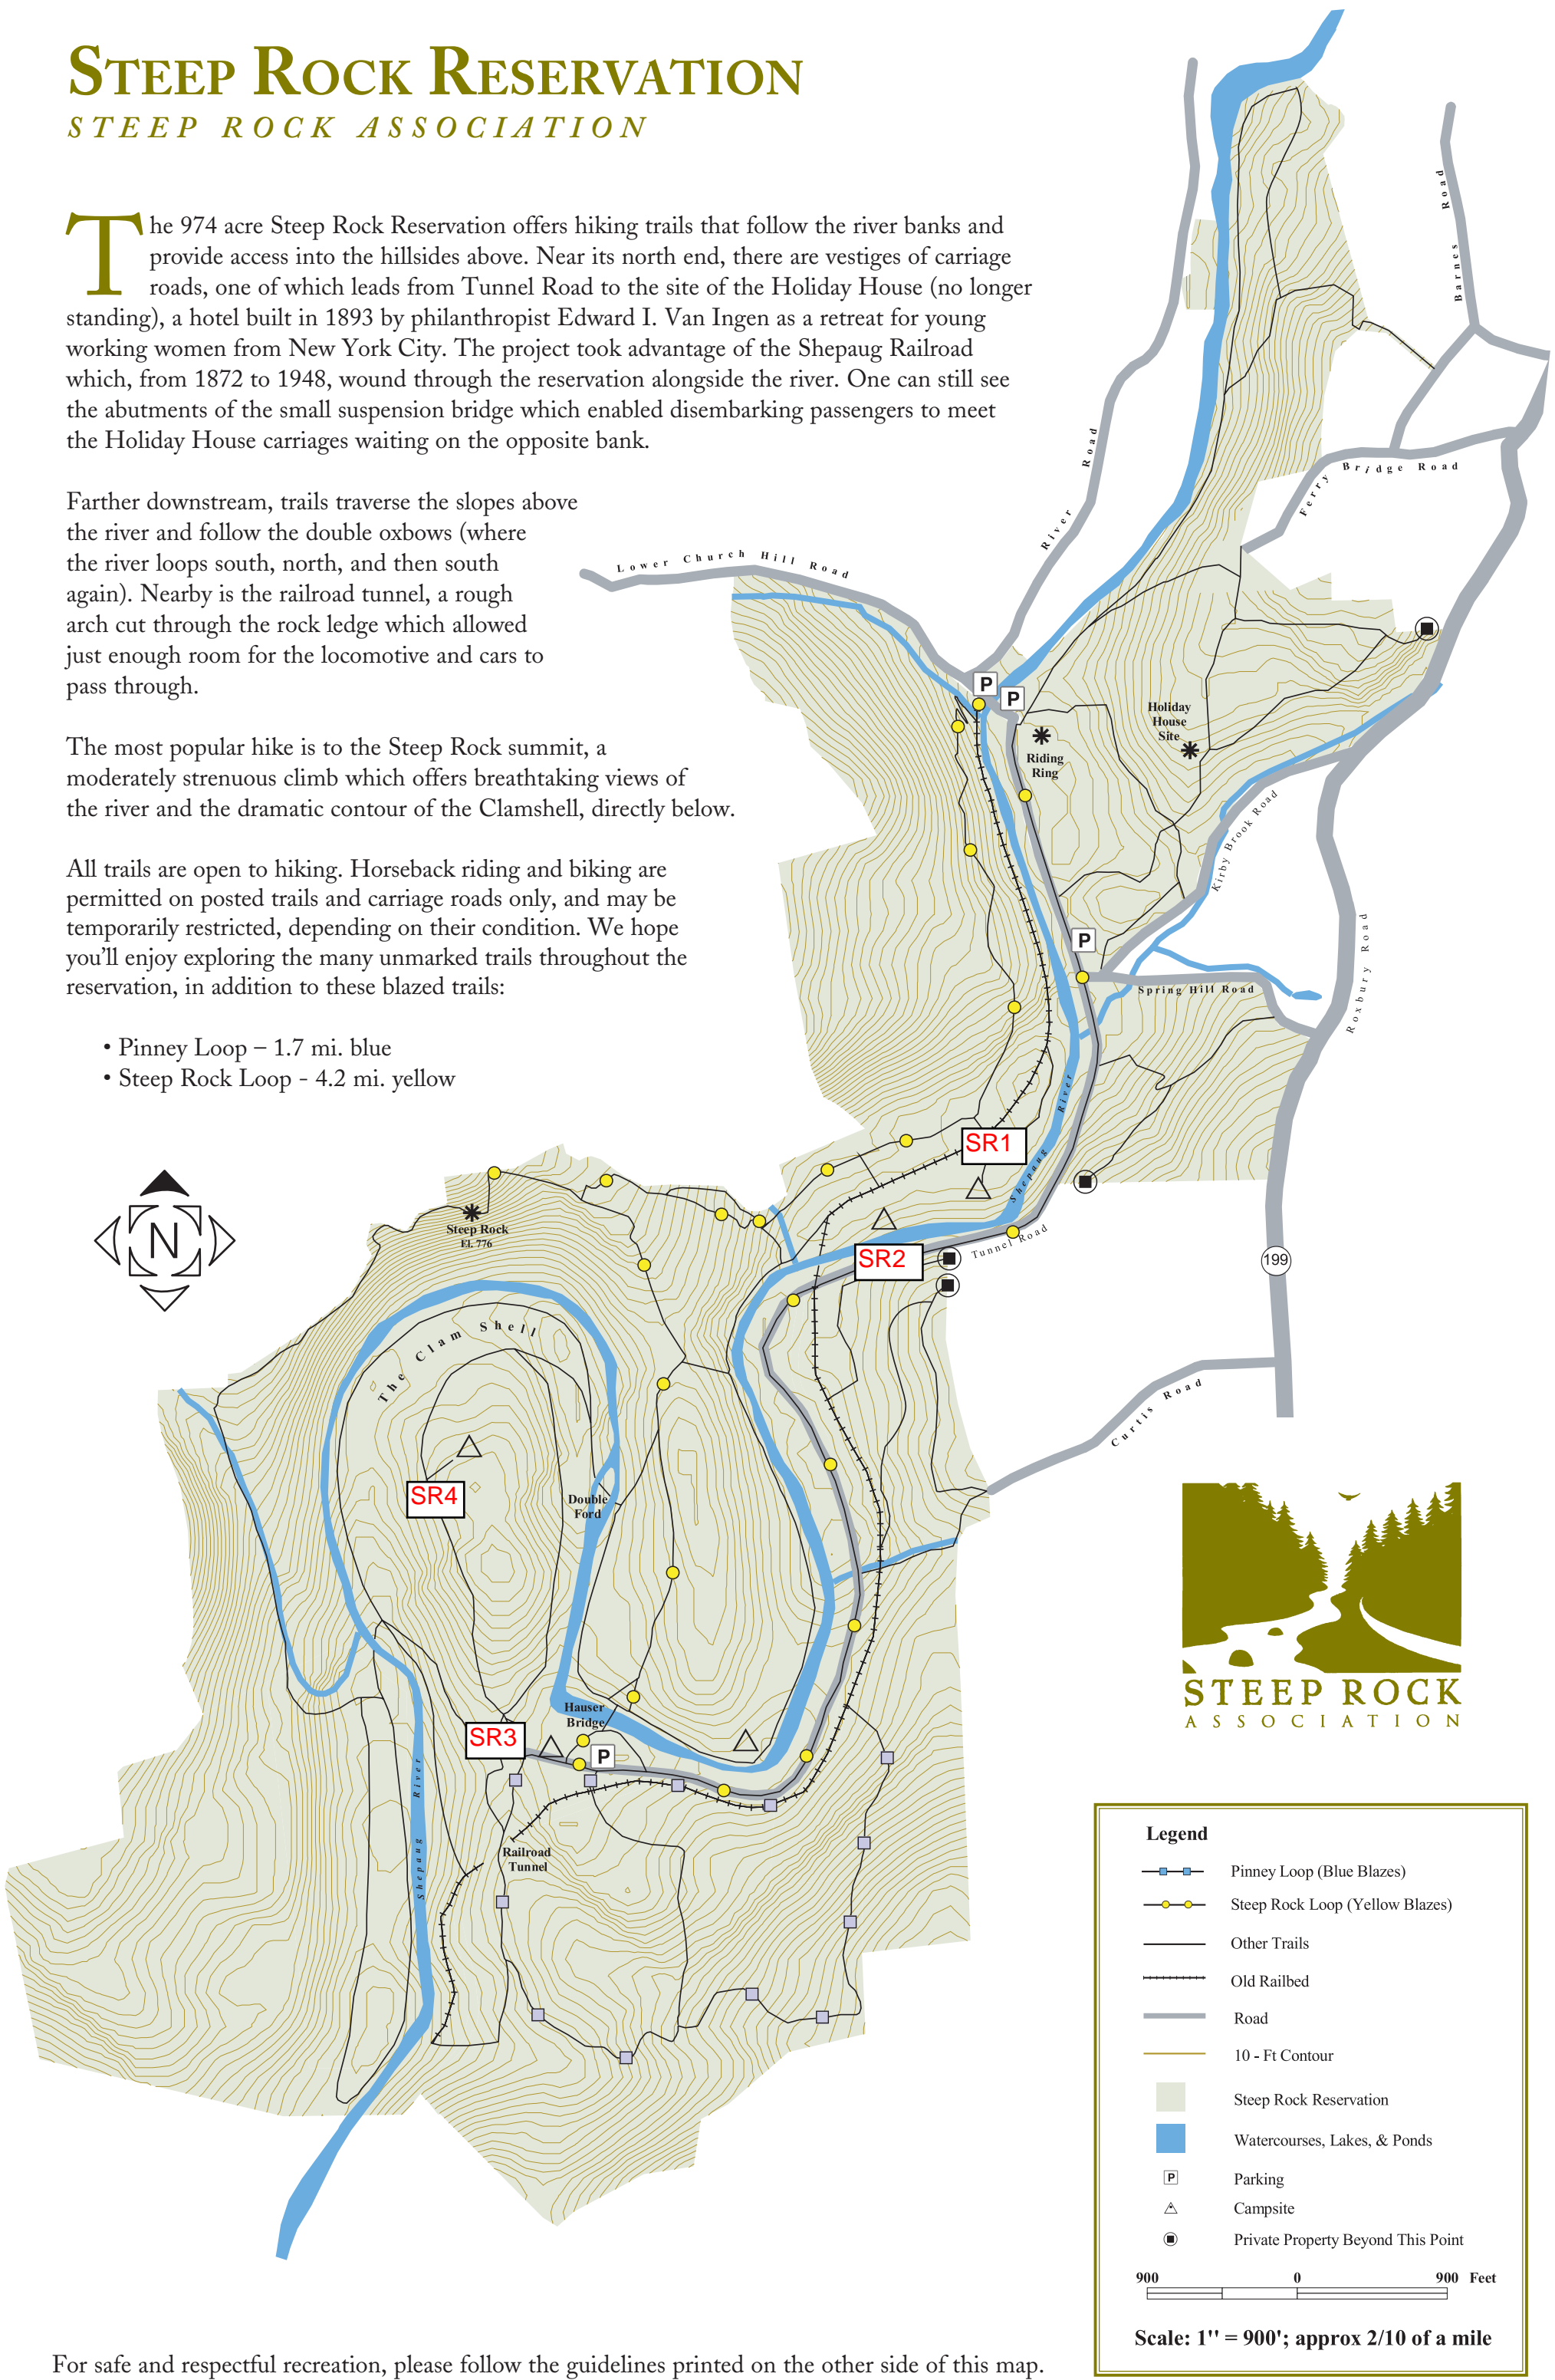 STEEP ROCK RESERVATION
STEEP ROCK ASSOCIATION
The 974 acre Steep Rock Reservation offers hiking trails that follow the river banks and
provide access into the hillsides above. Near its north end, there are vestiges of carriage
roads, one of which leads from Tunnel Road to the site of the Holiday House (no longer
standing), a hotel built in 1893 by philanthropist Edward I. Van Ingen as a retreat for young
working women from New York City. The project took advantage of the Shepaug Railroad
which, from 1872 to 1948, wound through the reservation alongside the river. One can still see
the abutments of the small suspension bridge which enabled disembarking passengers to meet
the Holiday House carriages waiting on the opposite bank.
Farther downstream, trails traverse the slopes above
the river and follow the double oxbows (where
the river loops south, north, and then south
again). Nearby is the railroad tunnel, a rough
arch cut through the rock ledge which allowed
just enough room for the locomotive and cars to
pass through.
The most popular hike is to the Steep Rock summit, a
moderately strenuous climb which offers breathtaking views of
the river and the dramatic contour of the Clamshell, directly below.
All trails are open to hiking. Horseback riding and biking are
permitted on posted trails and carriage roads only, and may be
temporarily restricted, depending on their condition. We hope
you'll enjoy exploring the many unmarked trails throughout the
reservation, in addition to these blazed trails:
• Pinney Loop – 1.7 mi. blue
• Steep Rock Loop - 4.2 mi. yellow
Barnes Road
River Road
Ferry Bridge Road
Lower Church Hill Road
P
P
Holiday
House
Site
Riding
Ring
Kirby Brook Road
P
Spring Hill Road
Roxbury Road
Shepaug River
SR1
N
Steep Rock
El. 776
SR2
Tunnel Road
199
The Clam Shell
Curtis Road
SR4
Double
Ford
Hauser
Bridge
SR3
P
Shepaug River
Railroad
Tunnel
STEEP ROCK
ASSOCIATION
Legend
Pinney Loop (Blue Blazes)
Steep Rock Loop (Yellow Blazes)
Other Trails
Old Railbed
Road
10 - Ft Contour
Steep Rock Reservation
Watercourses, Lakes, & Ponds
P Parking
Campsite
Private Property Beyond This Point
900 0 900 Feet
Scale: 1" = 900'; approx 2/10 of a mile
For safe and respectful recreation, please follow the guidelines printed on the other side of this map.